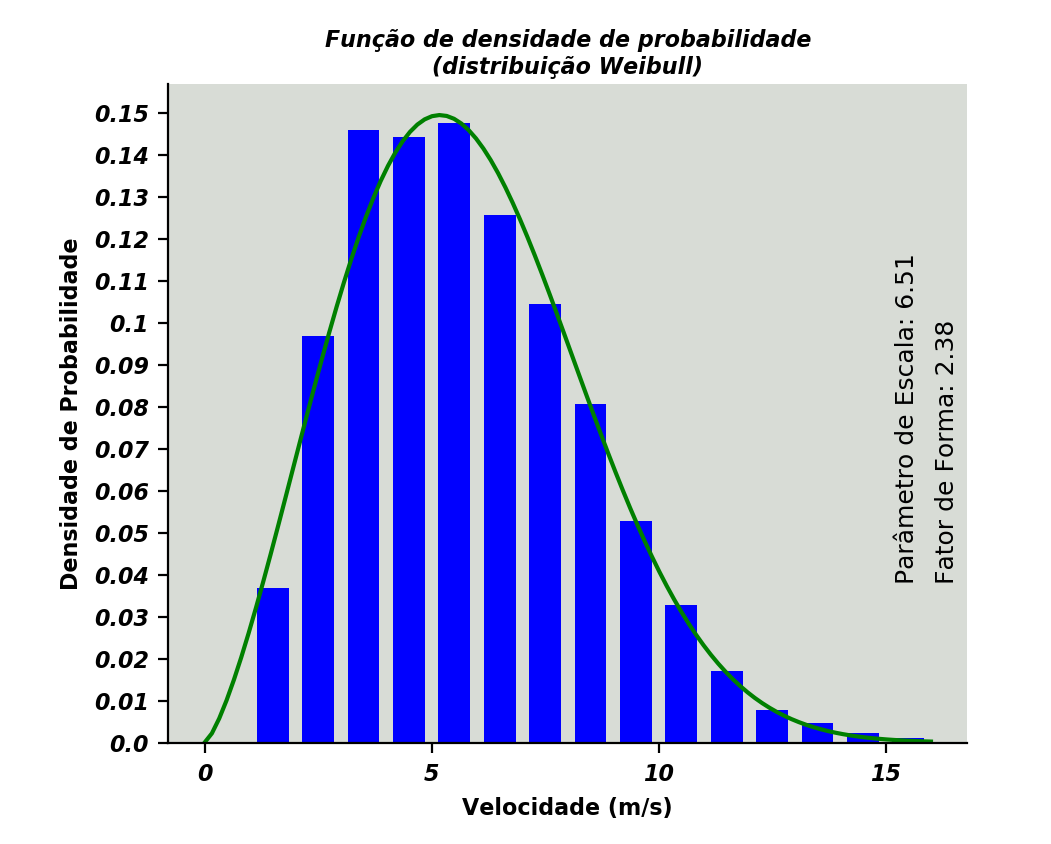 Função de densidade de probabilidade
(distribuição Weibull)
Densidade de Probabilidade
0.15
0.14
0.13
0.12
0.11
0.1
0.09
0.08
0.07
0.06
0.05
0.04
0.03
0.02
0.01
0.0
Parâmetro de Escala: 6.51
Fator de Forma: 2.38
0 5 10 15
Velocidade (m/s)